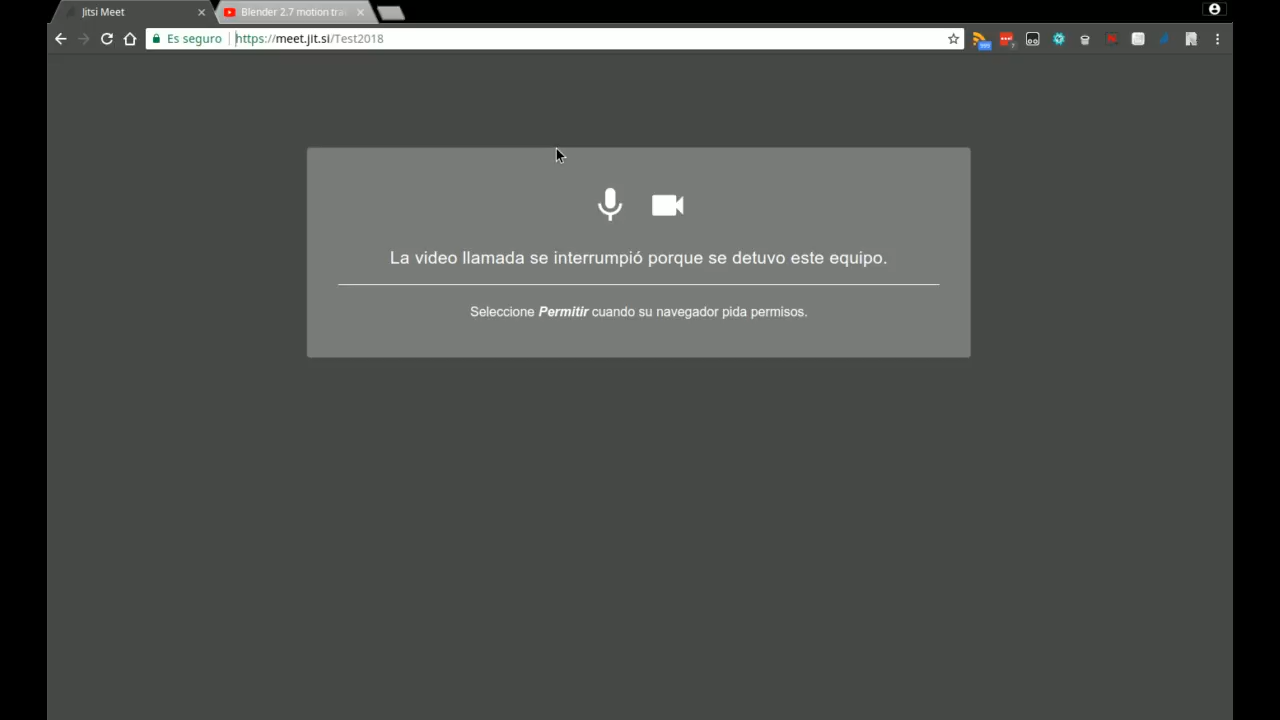 Jitsi Meet
Blender 2.7 motion tra
Es seguro
https://meet.jit.si/Test2018
La video llamada se interrumpió porque se detuvo este equipo.
Seleccione Permitir cuando su navegador pida permisos.